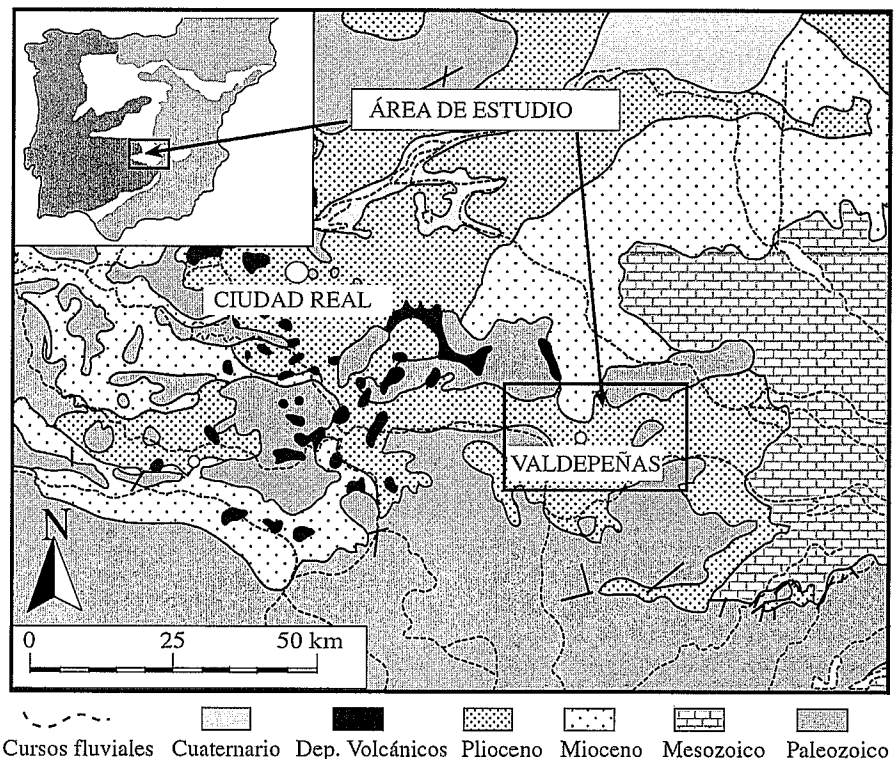 ÁREA DE ESTUDIO
CIUDAD REAL
VALDEPEÑAS
N
0 25 50 km
Cursos fluviales Cuaternario Dep. Volcánicos Plioceno Mioceno Mesozoico Paleozoico